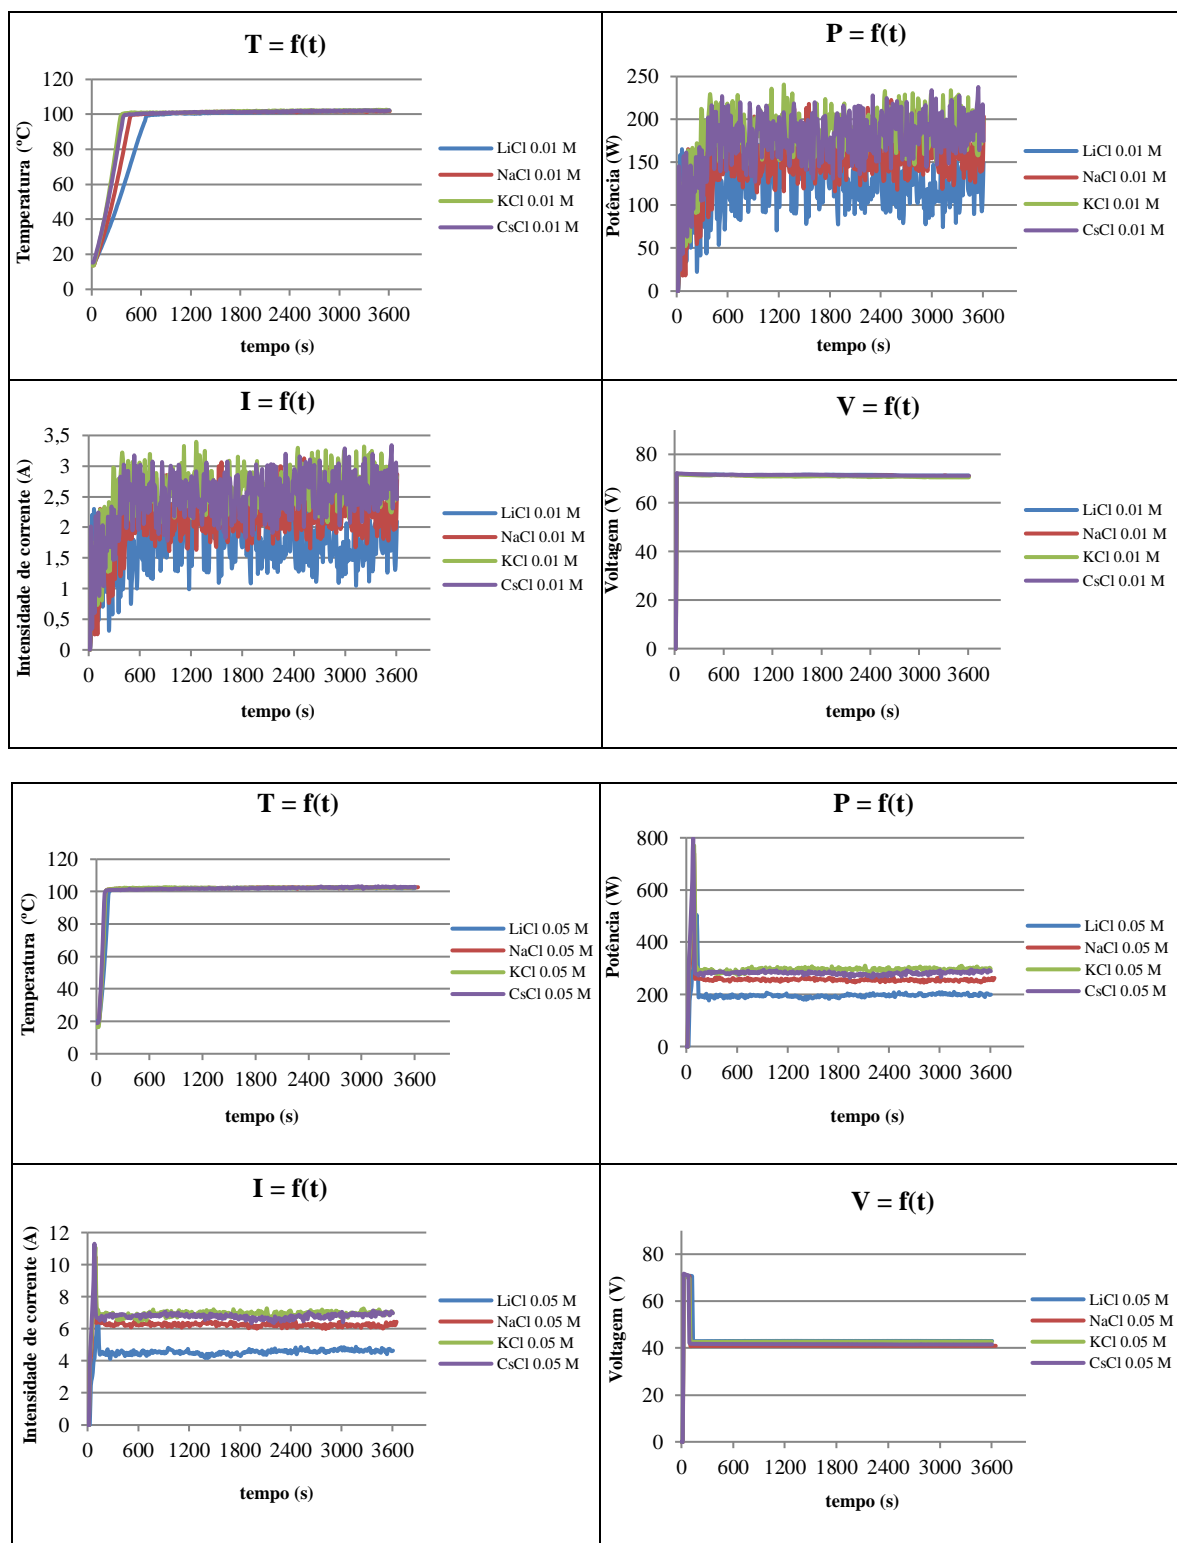 T = f(t)
120
100
80
60
40
20
0
0 600 1200 1800 2400 3000 3600
Temperatura (ºC)
tempo (s)
LiCl 0.01 M
NaCl 0.01 M
KCl 0.01 M
CsCl 0.01 M
P = f(t)
250
200
150
100
50
0
0 600 1200 1800 2400 3000 3600
Potência (W)
tempo (s)
LiCl 0.01 M
NaCl 0.01 M
KCl 0.01 M
CsCl 0.01 M
I = f(t)
3,5
3
2,5
2
1,5
1
0,5
0
0 600 1200 1800 2400 3000 3600
Intensidade de corrente (A)
tempo (s)
LiCl 0.01 M
NaCl 0.01 M
KCl 0.01 M
CsCl 0.01 M
V = f(t)
80
60
40
20
0
0 600 1200 1800 2400 3000 3600
Voltagem (V)
tempo (s)
LiCl 0.01 M
NaCl 0.01 M
KCl 0.01 M
CsCl 0.01 M
T = f(t)
120
100
80
60
40
20
0
0 600 1200 1800 2400 3000 3600
Temperatura (ºC)
tempo (s)
LiCl 0.05 M
NaCl 0.05 M
KCl 0.05 M
CsCl 0.05 M
P = f(t)
800
600
400
200
0
0 600 1200 1800 2400 3000 3600
Potência (W)
tempo (s)
LiCl 0.05 M
NaCl 0.05 M
KCl 0.05 M
CsCl 0.05 M
I = f(t)
12
10
8
6
4
2
0
0 600 1200 1800 2400 3000 3600
Intensidade de corrente (A)
tempo (s)
LiCl 0.05 M
NaCl 0.05 M
KCl 0.05 M
CsCl 0.05 M
V = f(t)
80
60
40
20
0
0 600 1200 1800 2400 3000 3600
Voltagem (V)
tempo (s)
LiCl 0.05 M
NaCl 0.05 M
KCl 0.05 M
CsCl 0.05 M